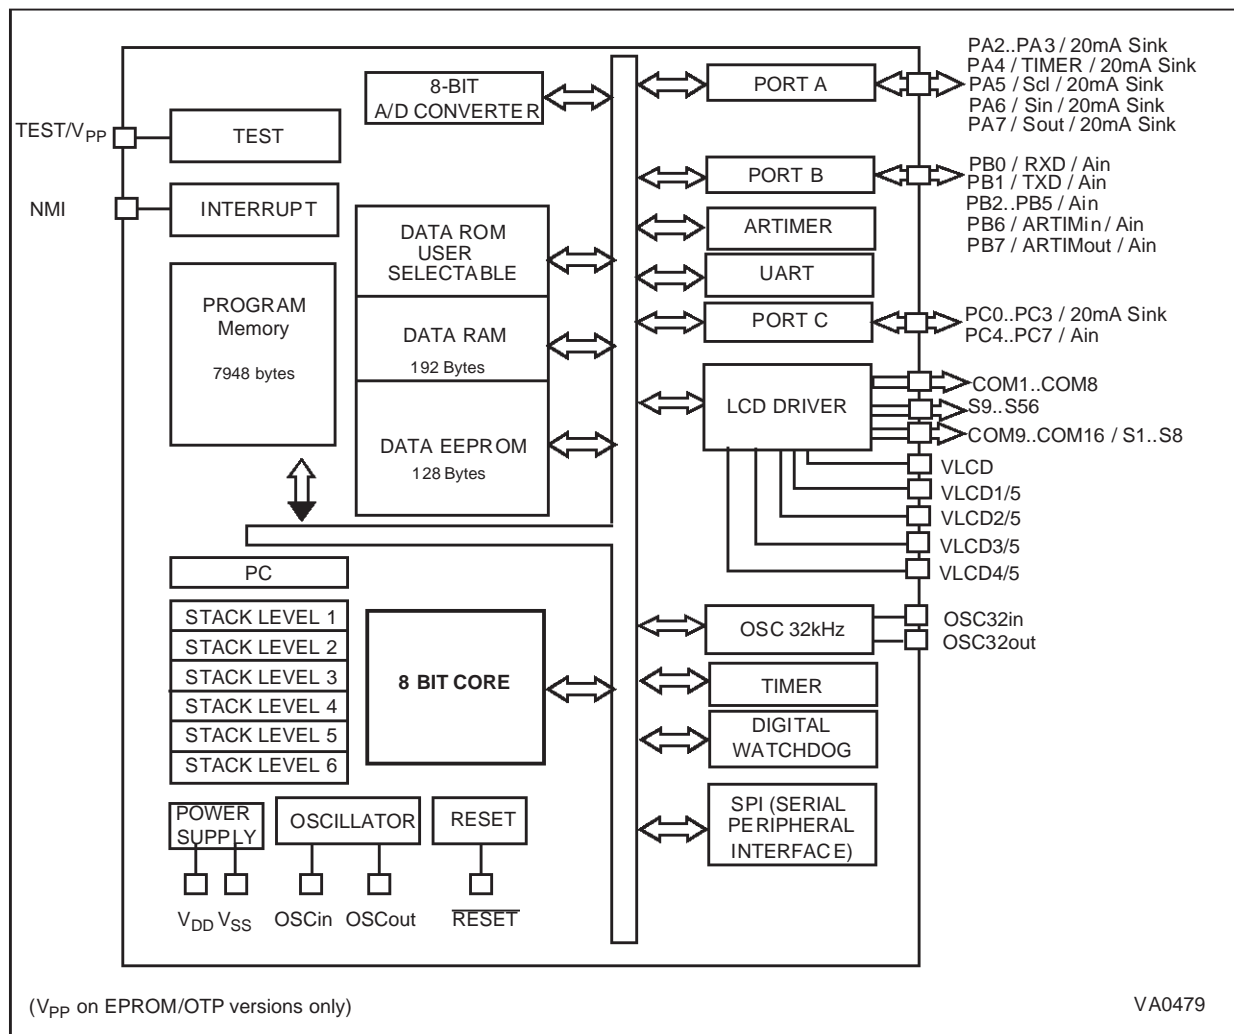 TEST/VPP
NMI
TEST
INTERRUPT
PROGRAM
Memory
7948 bytes
8-BIT
A/D CONVERTER
DATA ROM
USER
SELECTABLE
DATA RAM
192 Bytes
DATA EEPROM
128 Bytes
PC
STACK LEVEL 1
STACK LEVEL 2
STACK LEVEL 3
STACK LEVEL 4
STACK LEVEL 5
STACK LEVEL 6
8 BIT CORE
POWER
SUPPLY
OSCILLATOR
RESET
VDD VSS
OSCin
OSCout
RESET
PORT A
PORT B
ARTIMER
UART
PORT C
LCD DRIVER
OSC 32kHz
TIMER
DIGITAL
WATCHDOG
SPI (SERIAL
PERIPHERAL
INTERFACE)
PA2..PA3 / 20mA Sink
PA4 / TIMER / 20mA Sink
PA5 / Scl / 20mA Sink
PA6 / Sin / 20mA Sink
PA7 / Sout / 20mA Sink
PB0 / RXD / Ain
PB1 / TXD / Ain
PB2..PB5 / Ain
PB6 / ARTIMin / Ain
PB7 / ARTIMout / Ain
PC0..PC3 / 20mA Sink
PC4..PC7 / Ain
COM1..COM8
S9..S56
COM9..COM16 / S1..S8
VLCD
VLCD1/5
VLCD2/5
VLCD3/5
VLCD4/5
OSC32in
OSC32out
(VPP on EPROM/OTP versions only)
VA0479